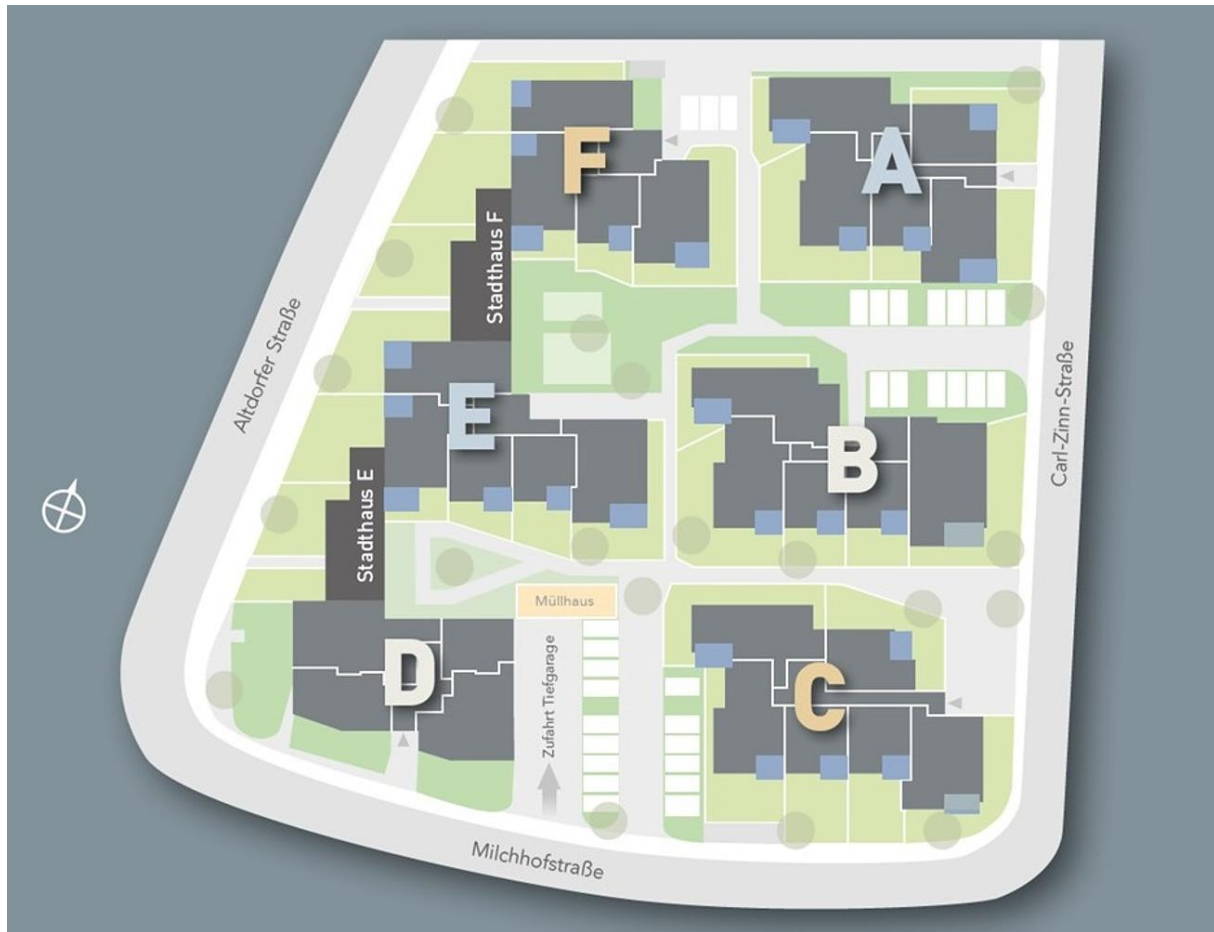 F
A
Stadthaus F
Altdorfer Straße
E
B
Carl-Zinn-Straße
Stadthaus E
Müllhaus
D
Zufahrt Tiefgarage
C
Milchhofstraße